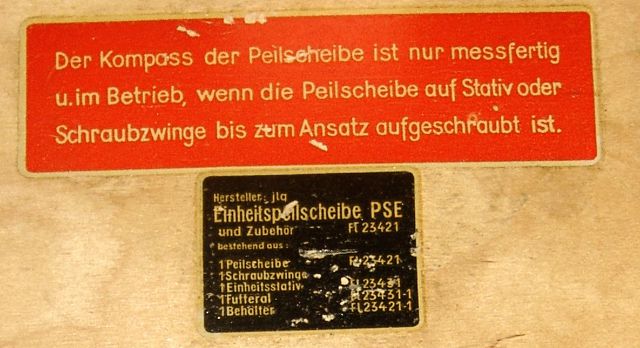 Der Kompass der Peilscheibe ist nur messfertig
u. im Betrieb, wenn die Peilscheibe auf Stativ oder
Schraubzwinge bis zum Ansatz aufgeschraubt ist.
Hersteller: jlq
Einheitspeilscheibe PSE
und Zubehör Fl 23421
bestehend aus:
1 Peilscheibe Fl 23421
1 Schraubzwinge
1 Einheitsstativ Fl 23431
1 Futteral Fl 23431-1
1 Behälter Fl 23421-1